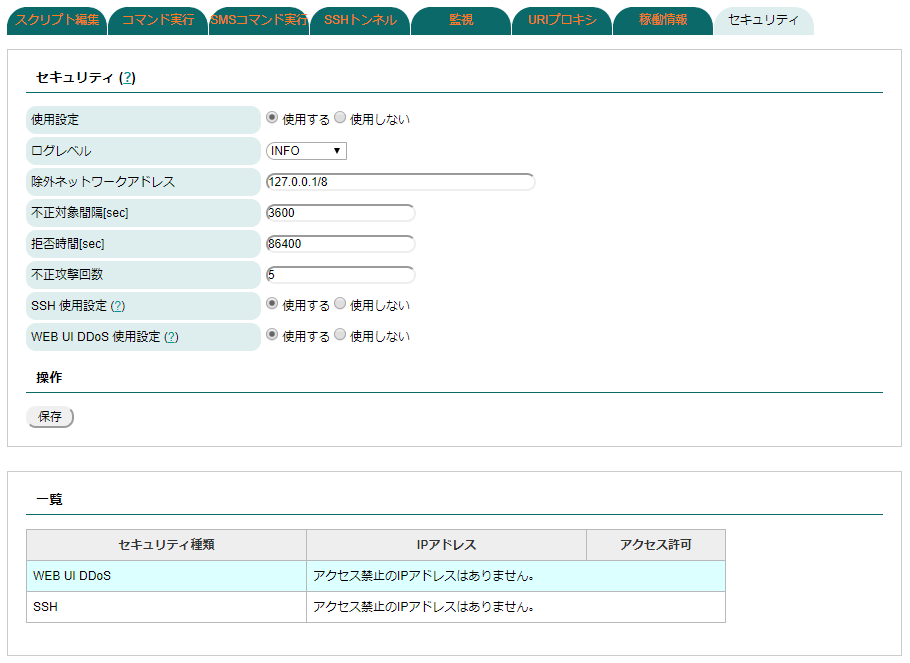 スクリプト編集 コマンド実行 SMSコマンド実行 SSHトンネル 監視 URIプロキシ 稼働情報 セキュリティ
セキュリティ (?)
使用設定 使用する 使用しない
ログレベル INFO
除外ネットワークアドレス 127.0.0.1/8
不正対象間隔[sec] 3600
拒否時間[sec] 86400
不正攻撃回数 5
SSH 使用設定 (?) 使用する 使用しない
WEB UI DDoS 使用設定 (?) 使用する 使用しない
操作
保存
一覧
セキュリティ種類 IPアドレス アクセス許可
WEB UI DDoS アクセス禁止のIPアドレスはありません。
SSH アクセス禁止のIPアドレスはありません。